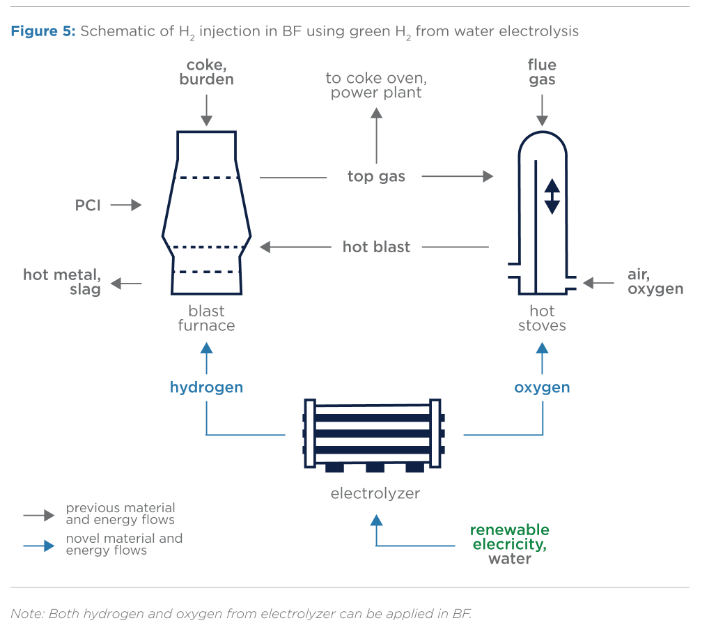 Figure 5: Schematic of H2 injection in BF using green H2 from water electrolysis
coke,
burden
to coke oven,
power plant
flue
gas
top gas
PCI
hot blast
hot metal,
slag
air,
oxygen
blast
furnace
hot
stoves
hydrogen
oxygen
electrolyzer
previous material
and energy flows
novel material and
energy flows
renewable
elecricity,
water
Note: Both hydrogen and oxygen from electrolyzer can be applied in BF.